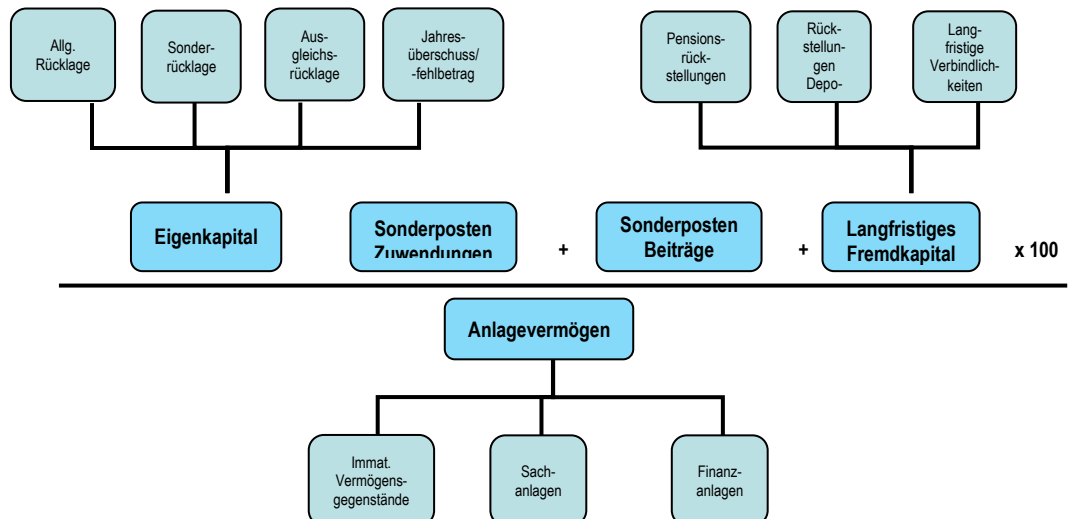 Allg.
Rücklage
Sonder-
rücklage
Aus-
gleichs-
rücklage
Jahres-
überschuss/
-fehlbetrag
Pensions-
rück-
stellungen
Rück-
stellun-
gen
Depo-
Lang-
fristige
Verbindlich-
keiten
Eigenkapital
Sonderposten
Zuwendungen
+
Sonderposten
Beiträge
+
Langfristiges
Fremdkapital
x 100
Anlagevermögen
Immat.
Vermögens-
gegenstände
Sach-
anlagen
Finanz-
anlagen